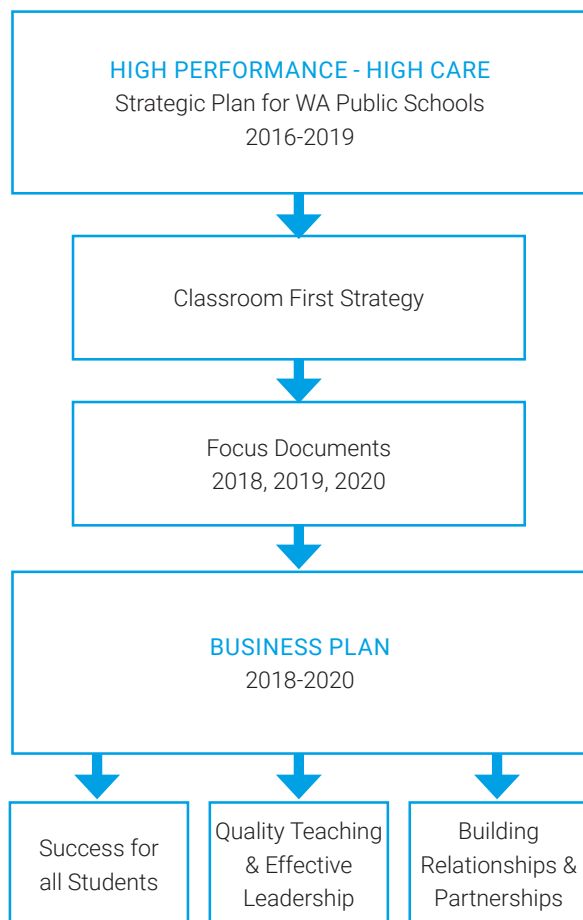 HIGH PERFORMANCE - HIGH CARE
Strategic Plan for WA Public Schools
2016-2019
Classroom First Strategy
Focus Documents
2018, 2019, 2020
BUSINESS PLAN
2018-2020
Success for
all Students
Quality Teaching
& Effective
Leadership
Building
Relationships &
Partnerships